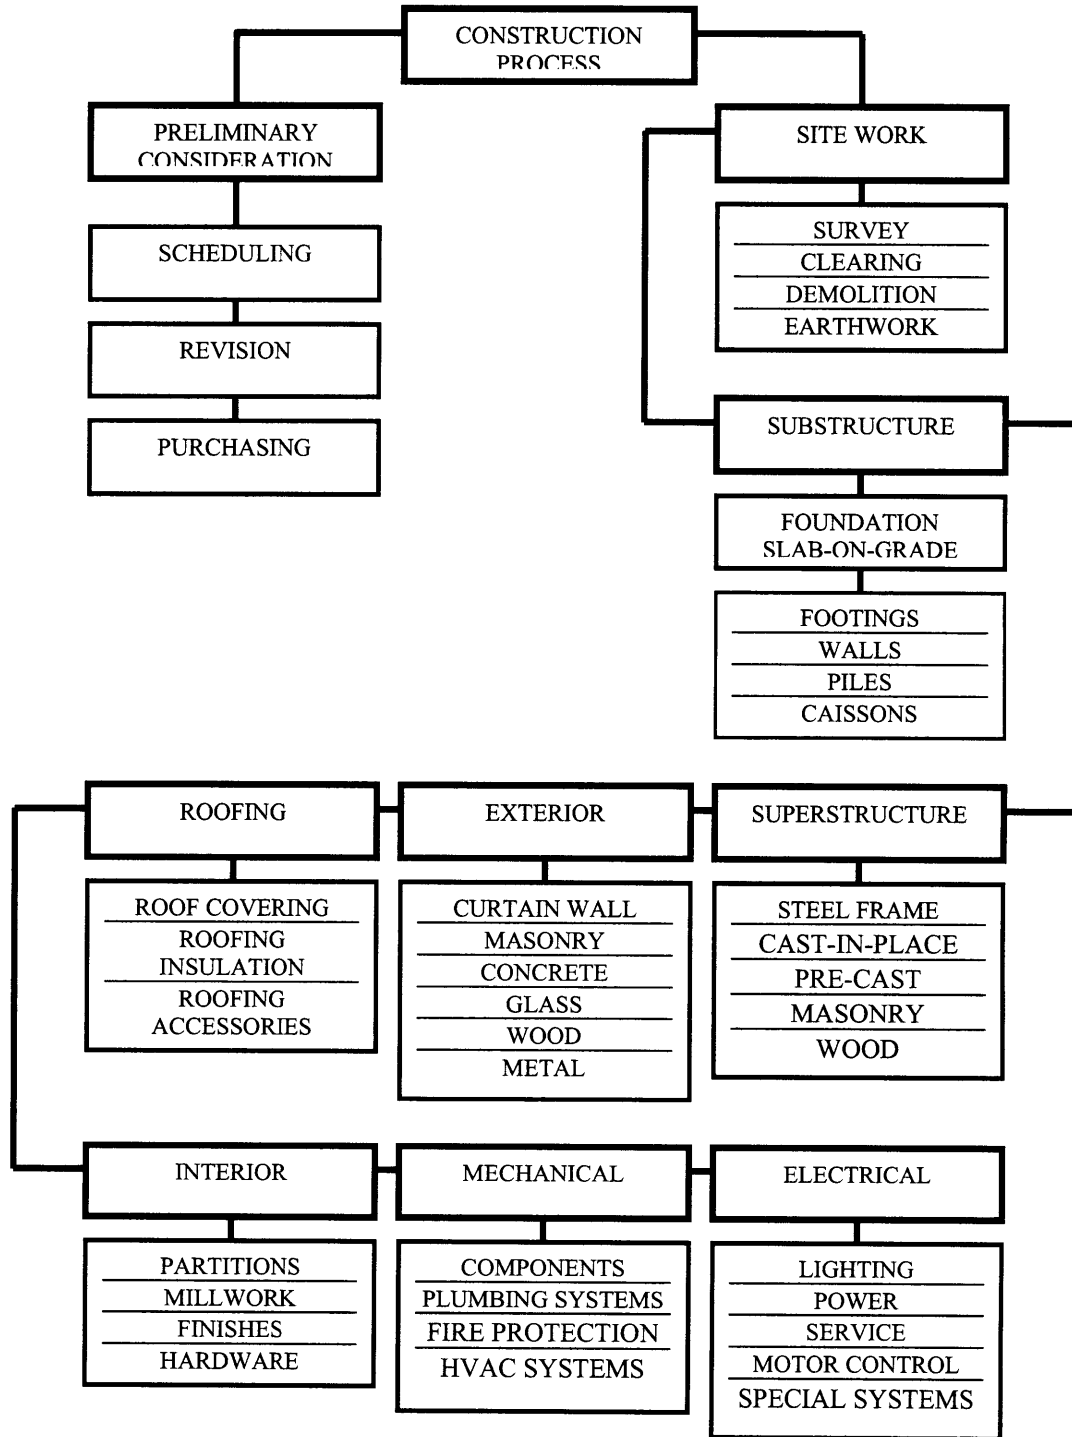 CONSTRUCTION
PROCESS
PRELIMINARY
CONSIDERATION
SITE WORK
SCHEDULING
REVISION
PURCHASING
SURVEY
CLEARING
DEMOLITION
EARTHWORK
SUBSTRUCTURE
FOUNDATION
SLAB-ON-GRADE
FOOTINGS
WALLS
PILES
CAISSONS
ROOFING
ROOF COVERING
ROOFING
INSULATION
ROOFING
ACCESSORIES
EXTERIOR
CURTAIN WALL
MASONRY
CONCRETE
GLASS
WOOD
METAL
SUPERSTRUCTURE
STEEL FRAME
CAST-IN-PLACE
PRE-CAST
MASONRY
WOOD
INTERIOR
PARTITIONS
MILLWORK
FINISHES
HARDWARE
MECHANICAL
COMPONENTS
PLUMBING SYSTEMS
FIRE PROTECTION
HVAC SYSTEMS
ELECTRICAL
LIGHTING
POWER
SERVICE
MOTOR CONTROL
SPECIAL SYSTEMS